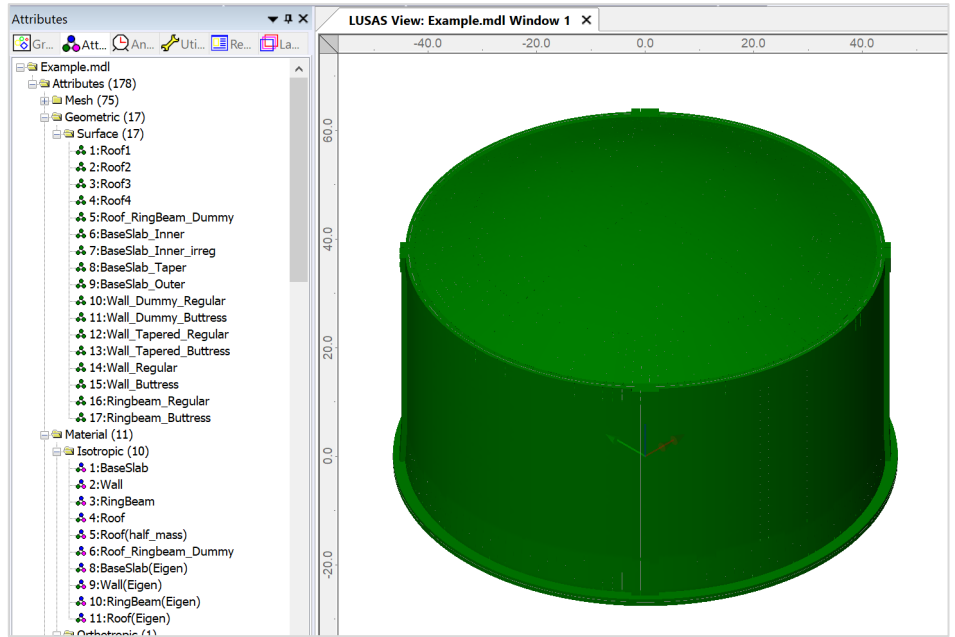 Attributes
Gr... Att... An... Uti... Re... La...
Example.mdl
Attributes (178)
Mesh (75)
Geometric (17)
Surface (17)
1:Roof1
2:Roof2
3:Roof3
4:Roof4
5:Roof_RingBeam_Dummy
6:BaseSlab_Inner
7:BaseSlab_Inner_irreg
8:BaseSlab_Taper
9:BaseSlab_Outer
10:Wall_Dummy_Regular
11:Wall_Dummy_Buttress
12:Wall_Tapered_Regular
13:Wall_Tapered_Buttress
14:Wall_Regular
15:Wall_Buttress
16:Ringbeam_Regular
17:Ringbeam_Buttress
Material (11)
Isotropic (10)
1:BaseSlab
2:Wall
3:RingBeam
4:Roof
5:Roof(half_mass)
6:Roof_Ringbeam_Dummy
8:BaseSlab(Eigen)
9:Wall(Eigen)
10:RingBeam(Eigen)
11:Roof(Eigen)
Orthotropic (1)
LUSAS View: Example.mdl Window 1
-40.0 -20.0 0.0 20.0 40.0
60.0
40.0
20.0
0.0
-20.0